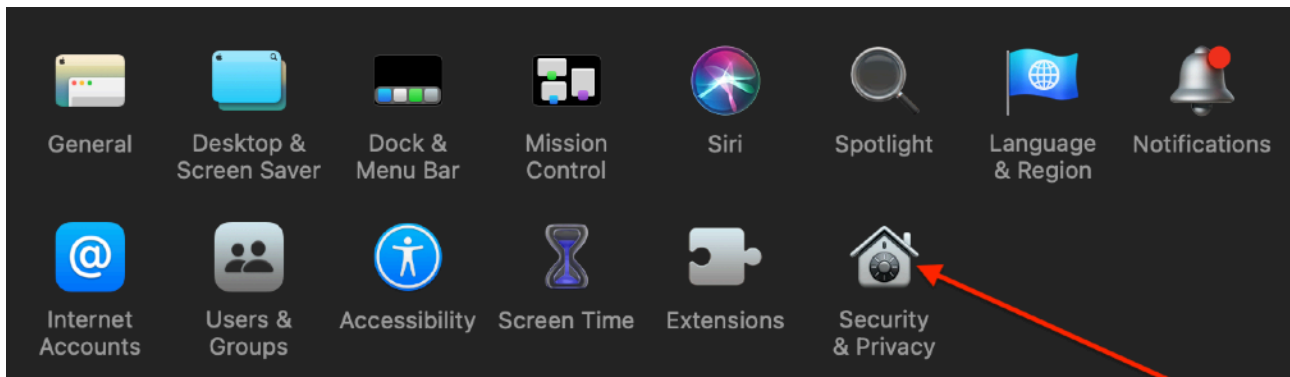 General
Desktop &
Screen Saver
Dock &
Menu Bar
Mission
Control
Siri
Spotlight
Language
& Region
Notifications
Internet
Accounts
Users &
Groups
Accessibility
Screen Time
Extensions
Security
& Privacy